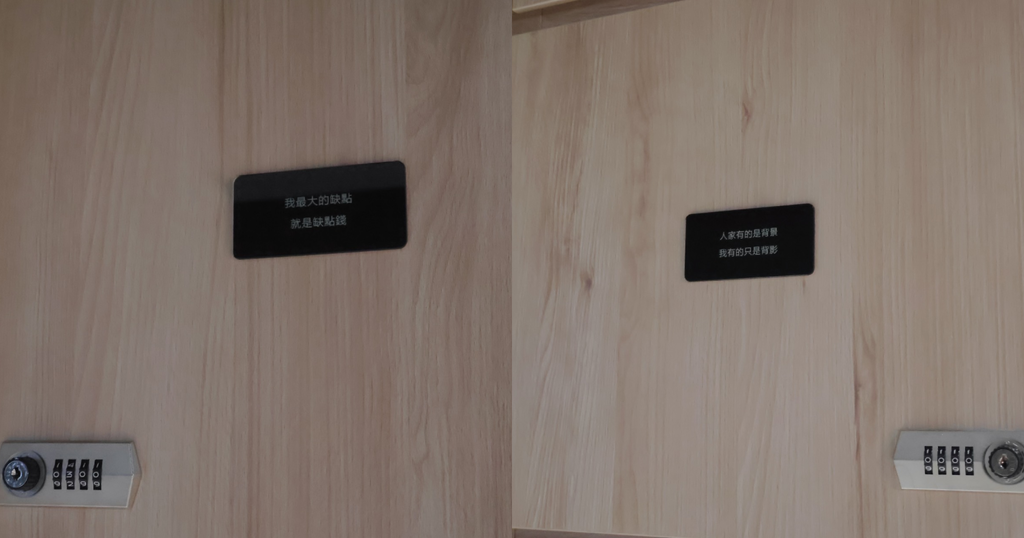 我最大的缺點
就是缺點錢
人家有的是背景
我有的只是背影